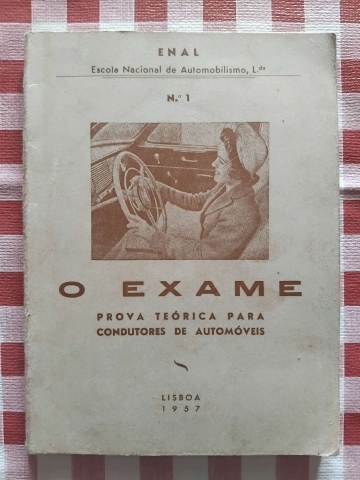 ENAL
Escola Nacional de Automobilismo, L.da
N.º 1
O EXAME
PROVA TEÓRICA PARA
CONDUTORES DE AUTOMÓVEIS
LISBOA
1957